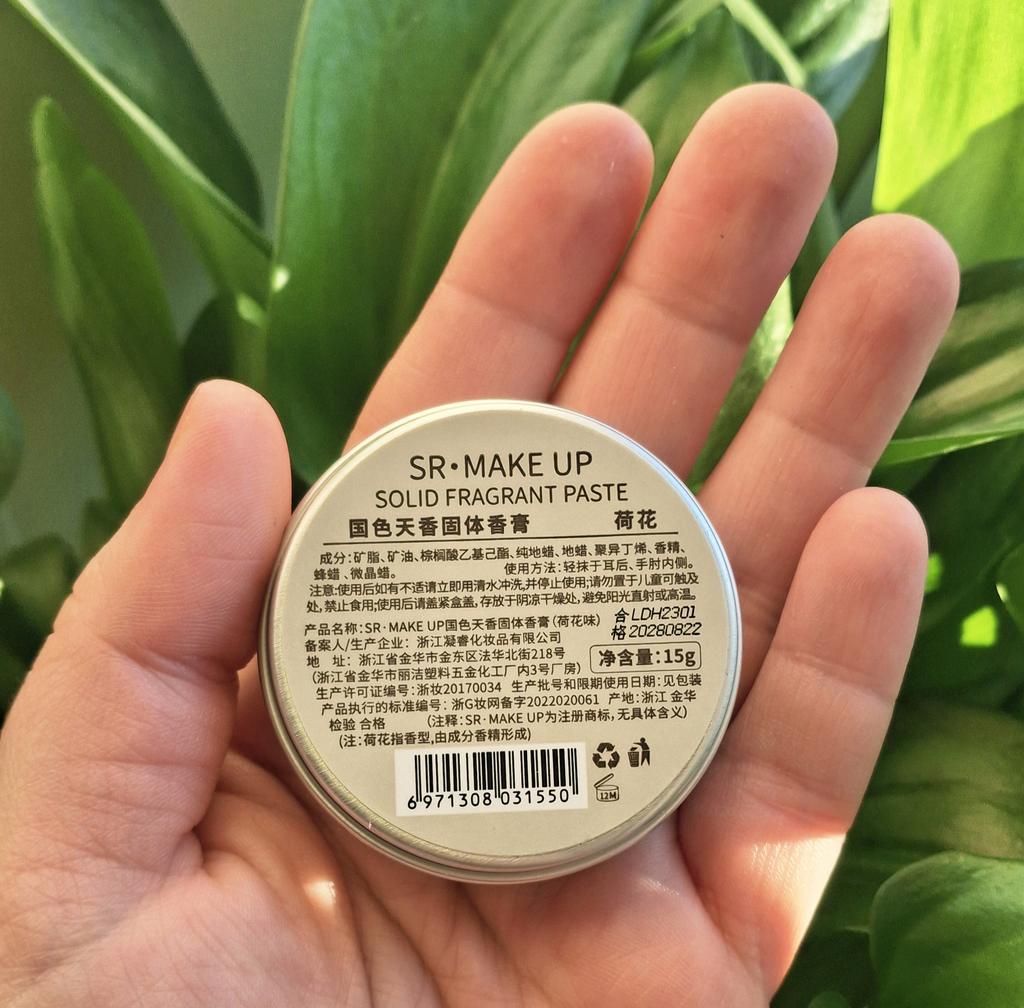 SR·MAKE UP
SOLID FRAGRANT PASTE
国色天香固体香膏 荷花
成分:矿脂、矿油、棕榈酸乙基己酯、纯地蜡、地蜡、聚异丁烯、香精、
蜂蜡、微晶蜡。 使用方法:轻抹于耳后、手肘内侧。
注意:使用后如有不适请立即用清水冲洗,并停止使用;请勿置于儿童可触及
处,禁止食用;使用后请盖紧盒盖,存放于阴凉干燥处,避免阳光直射或高温。
产品名称:SR·MAKE UP国色天香固体香膏(荷花味)
备案人/生产企业:浙江凝睿化妆品有限公司
地 址:浙江省金华市金东区法华北街218号
(浙江省金华市丽洁塑料五金化工厂内3号厂房)
生产许可证编号:浙妆20170034 生产批号和限期使用日期:见包装
产品执行的标准编号:浙G妆网备字2022020061 产地:浙江 金华
检验 合格 (注释:SR·MAKE UP为注册商标,无具体含义)
(注:荷花指香型,由成分香精形成)
合 LDH2301
格 20280822
净含量:15g
6 971308 031550
12M